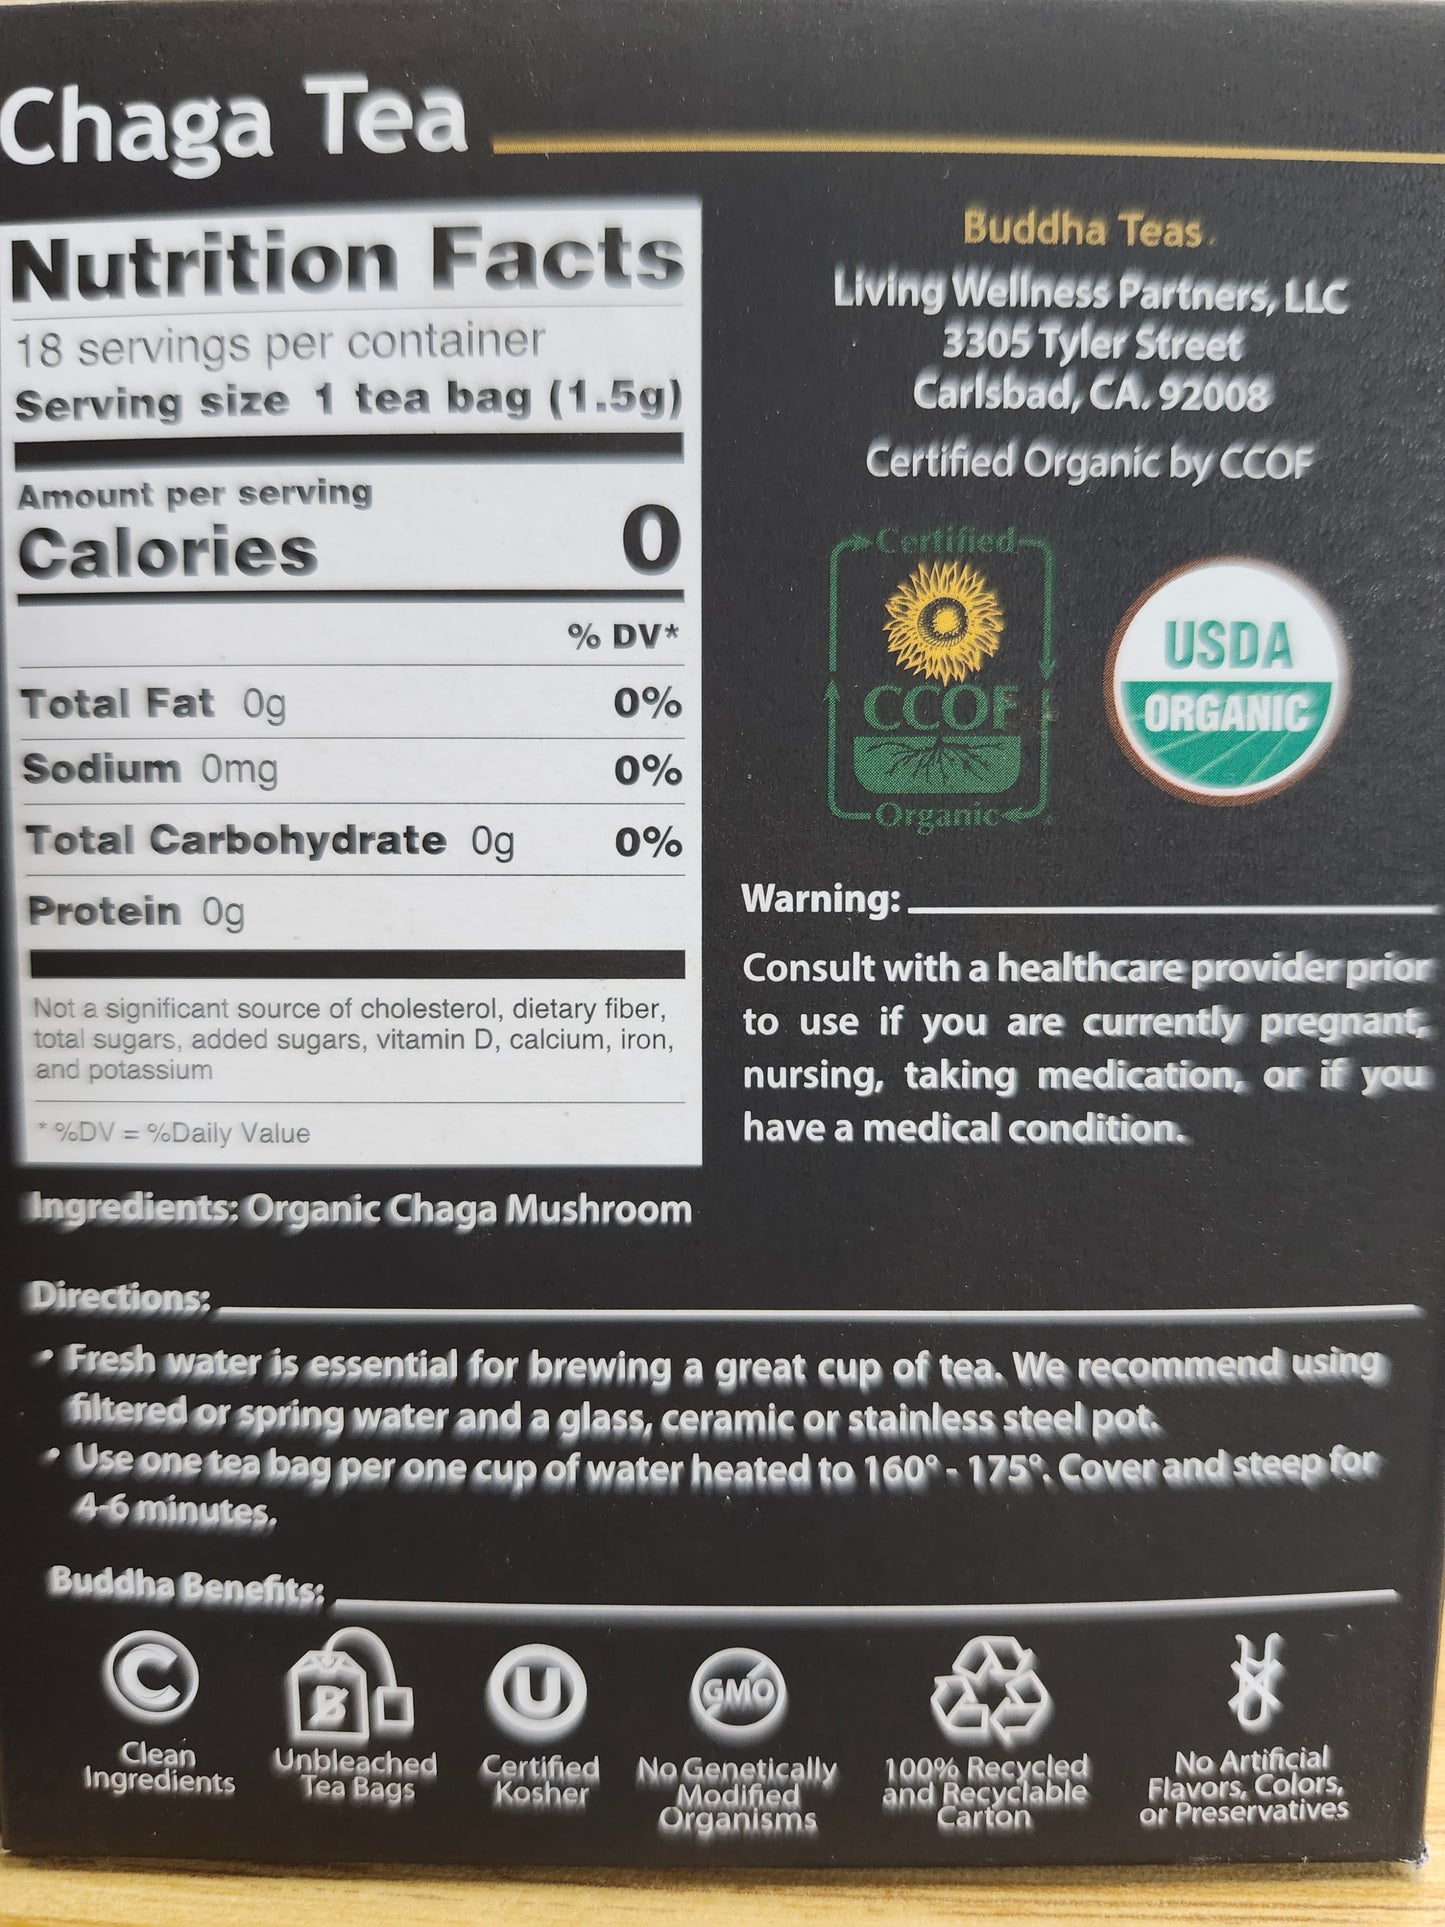 Chaga Tea
Nutrition Facts
18 servings per container
Serving size 1 tea bag (1.5g)
Amount per serving
Calories 0
% DV*
Total Fat 0g 0%
Sodium 0mg 0%
Total Carbohydrate 0g 0%
Protein 0g
Not a significant source of cholesterol, dietary fiber,
total sugars, added sugars, vitamin D, calcium, iron,
and potassium
* %DV = %Daily Value
Ingredients: Organic Chaga Mushroom
Buddha Teas
Living Wellness Partners, LLC
3305 Tyler Street
Carlsbad, CA. 92008
Certified Organic by CCOF
Certified
CCOF
Organic
USDA
ORGANIC
Warning:
Consult with a healthcare provider prior
to use if you are currently pregnant,
nursing, taking medication, or if you
have a medical condition.
Directions:
• Fresh water is essential for brewing a great cup of tea. We recommend using
filtered or spring water and a glass, ceramic or stainless steel pot.
• Use one tea bag per one cup of water heated to 160° - 175°. Cover and steep for
4-6 minutes.
Buddha Benefits:
C
Clean
Ingredients
B
Unbleached
Tea Bags
U
Certified
Kosher
GMO
No Genetically
Modified
Organisms
100% Recycled
and Recyclable
Carton
No Artificial
Flavors, Colors,
or Preservatives